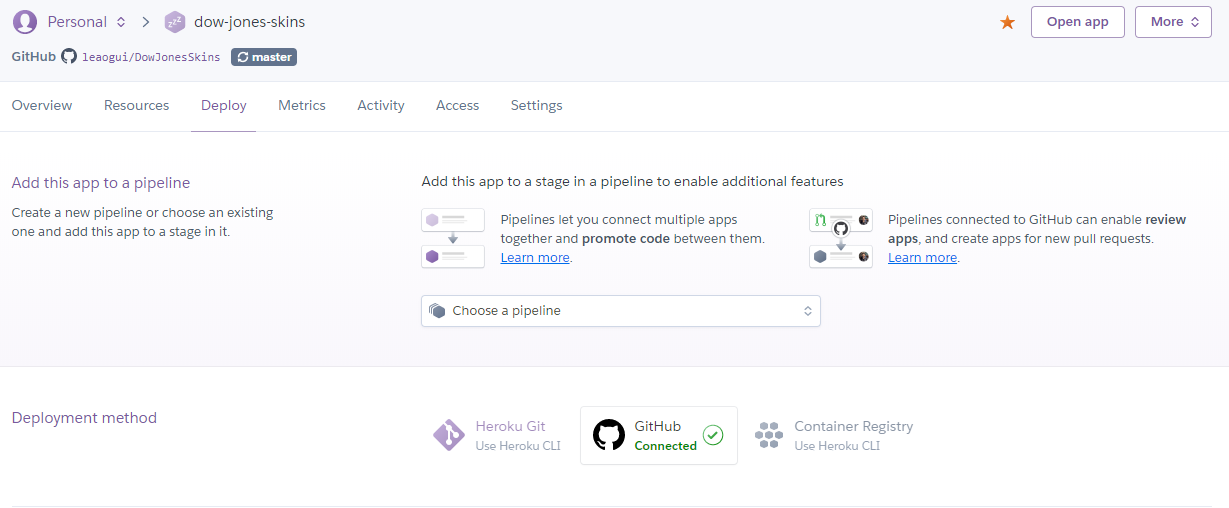 Personal dow-jones-skins Open app More
GitHub leaogui/DowJonesSkins master
Overview Resources Deploy Metrics Activity Access Settings
Add this app to a pipeline
Create a new pipeline or choose an existing
one and add this app to a stage in it.
Add this app to a stage in a pipeline to enable additional features
Pipelines let you connect multiple apps
together and promote code between them.
Learn more.
Pipelines connected to GitHub can enable review
apps, and create apps for new pull requests.
Learn more.
Choose a pipeline
Deployment method
Heroku Git
Use Heroku CLI
GitHub
Connected
Container Registry
Use Heroku CLI